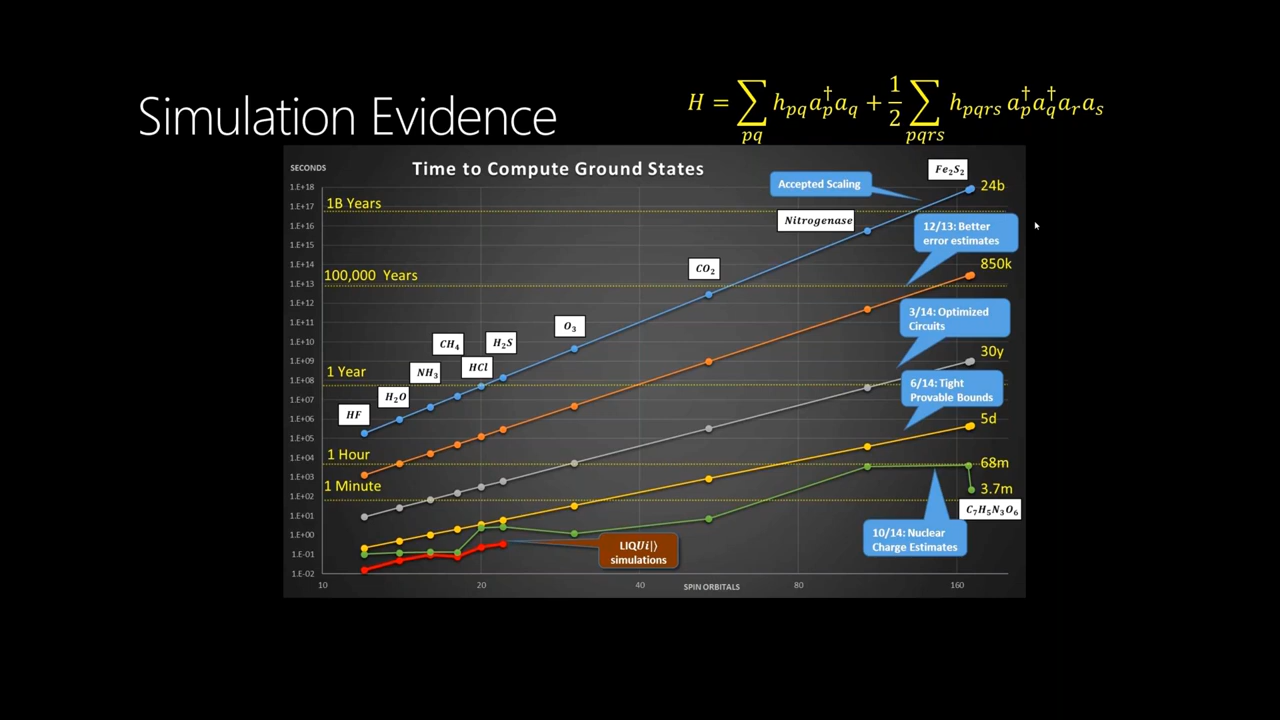 Simulation Evidence
H = ∑ h_{pq} a_p^† a_q + 1/2 ∑ h_{pqrs} a_p^† a_q^† a_r a_s
pq pqrs
SECONDS
Time to Compute Ground States
Fe₂S₂
Accepted Scaling
24b
1.E+18
1.E+17
1B Years
1.E+16
Nitrogenase
12/13: Better
error estimates
1.E+15
1.E+14
CO₂
850k
100,000 Years
1.E+13
1.E+12
3/14: Optimized
Circuits
1.E+11
O₃
1.E+10
CH₄
H₂S
30y
1.E+09
HCl
1 Year
NH₃
1.E+08
6/14: Tight
Provable Bounds
1.E+07
H₂O
1.E+06
HF
5d
1.E+05
1 Hour
1.E+04
68m
1.E+03
1 Minute
3.7m
1.E+02
C₇H₅N₃O₆
1.E+01
1.E+00
10/14: Nuclear
Charge Estimates
LIQUi|⟩
simulations
1.E-01
1.E-02
10
20
40
SPIN ORBITALS
80
160